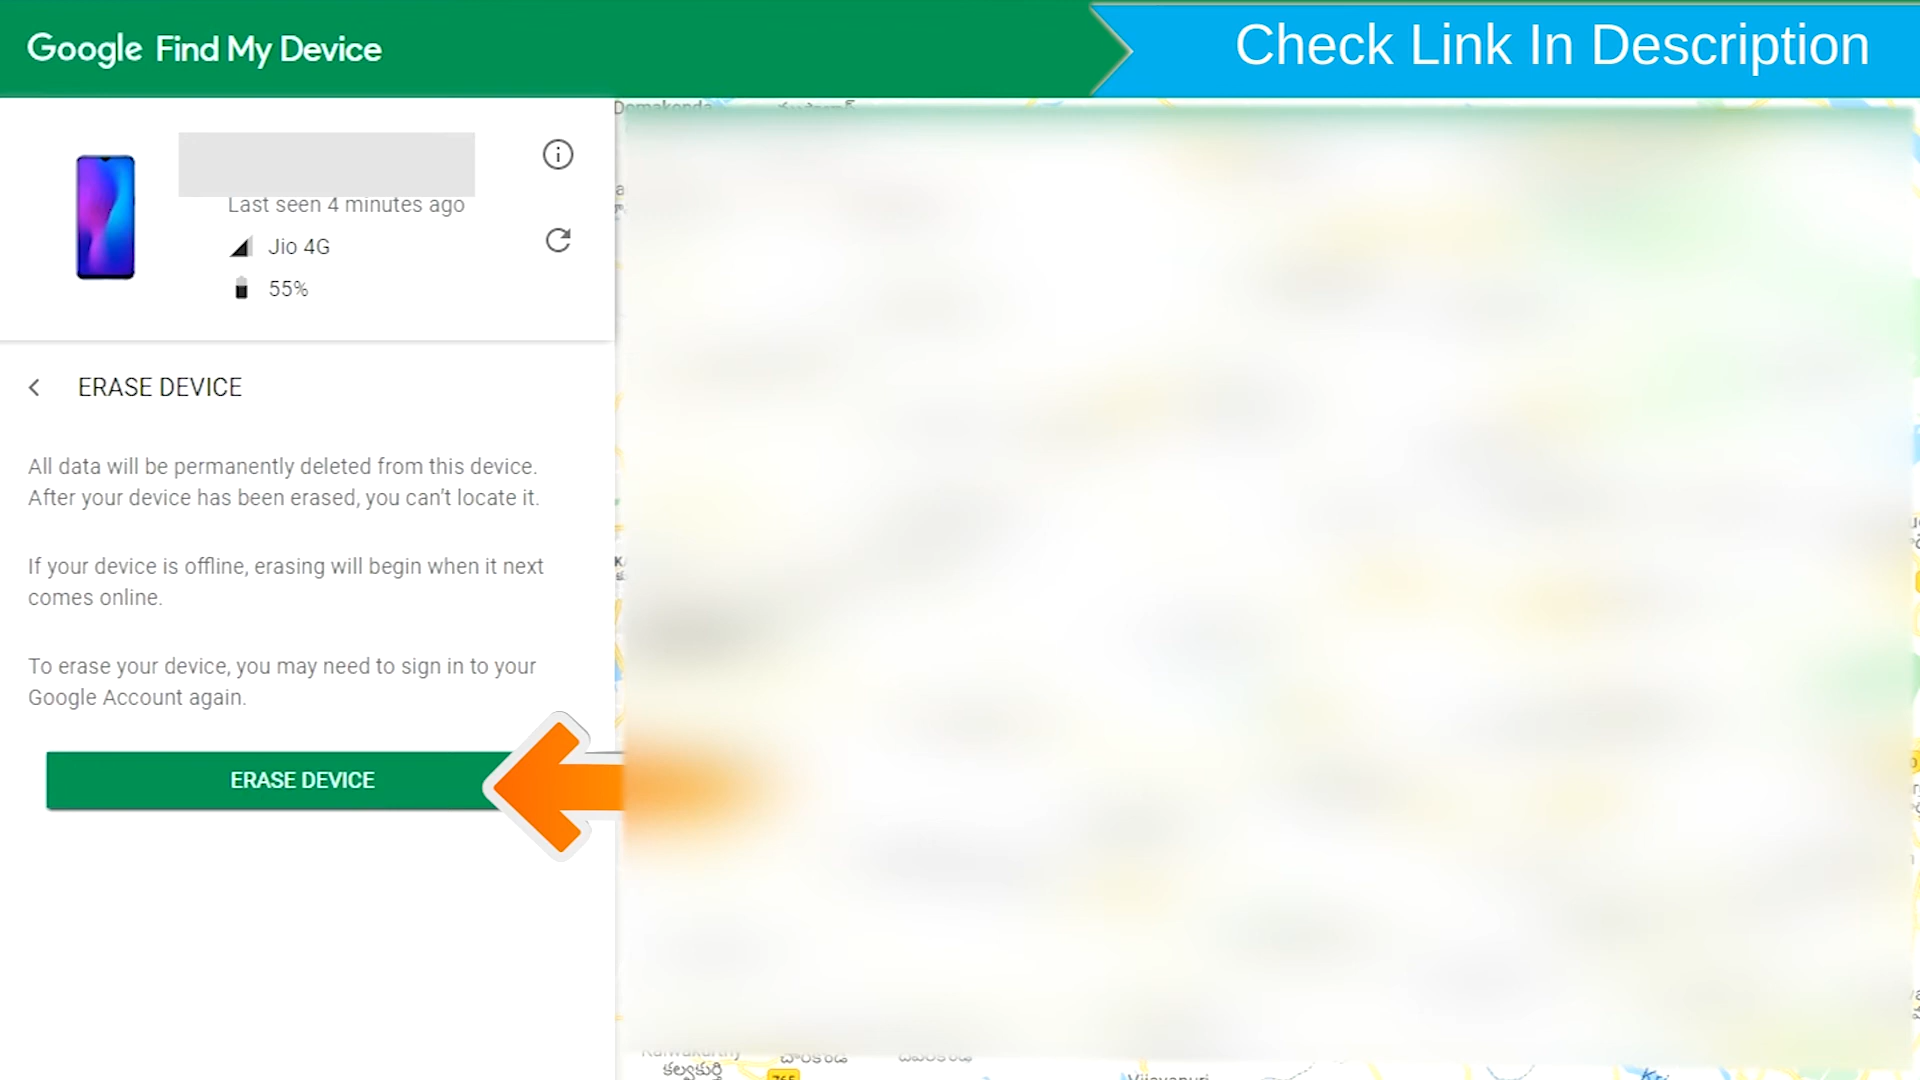 Google Find My Device
Check Link In Description
Last seen 4 minutes ago
Jio 4G
55%
ERASE DEVICE
All data will be permanently deleted from this device.
After your device has been erased, you can't locate it.
If your device is offline, erasing will begin when it next
comes online.
To erase your device, you may need to sign in to your
Google Account again.
ERASE DEVICE
కల్వకుర్తి
765